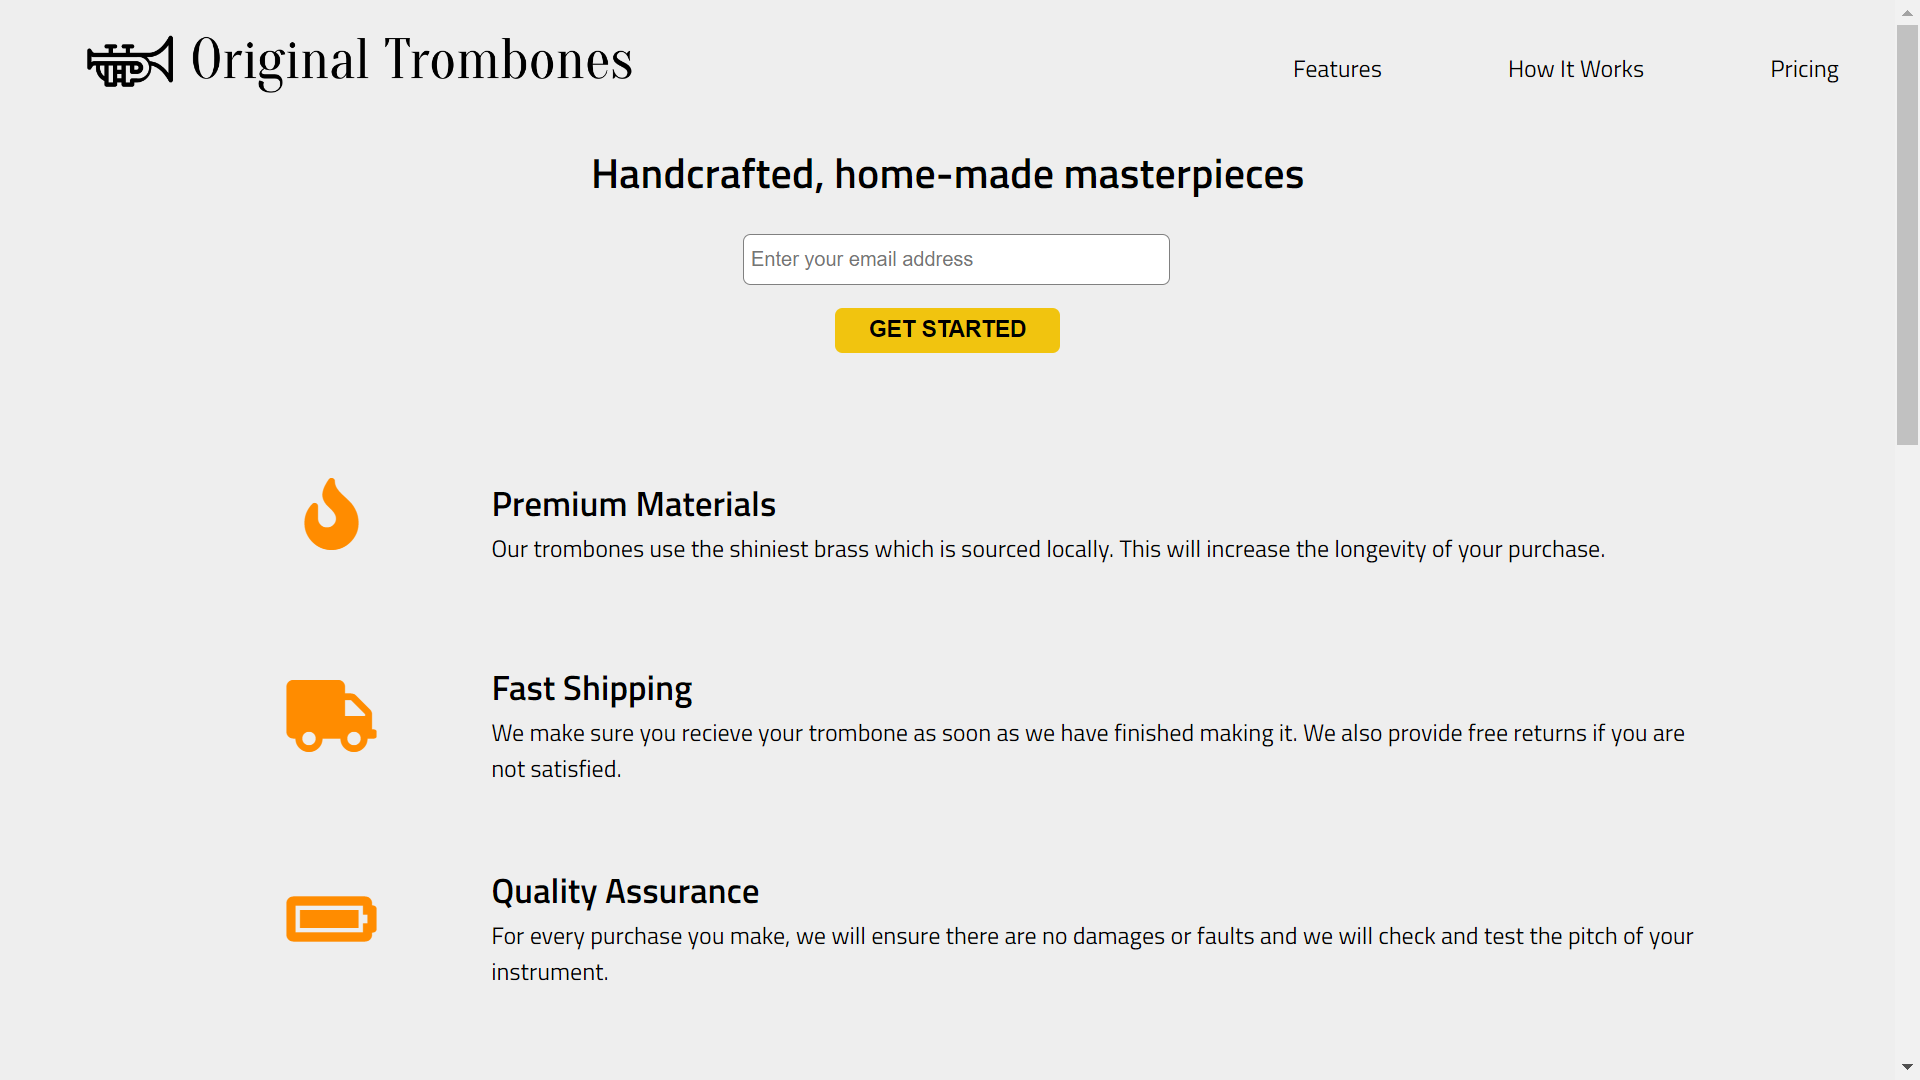 Original Trombones
Features
How It Works
Pricing
Handcrafted, home-made masterpieces
Enter your email address
GET STARTED
Premium Materials
Our trombones use the shiniest brass which is sourced locally. This will increase the longevity of your purchase.
Fast Shipping
We make sure you recieve your trombone as soon as we have finished making it. We also provide free returns if you are
not satisfied.
Quality Assurance
For every purchase you make, we will ensure there are no damages or faults and we will check and test the pitch of your
instrument.